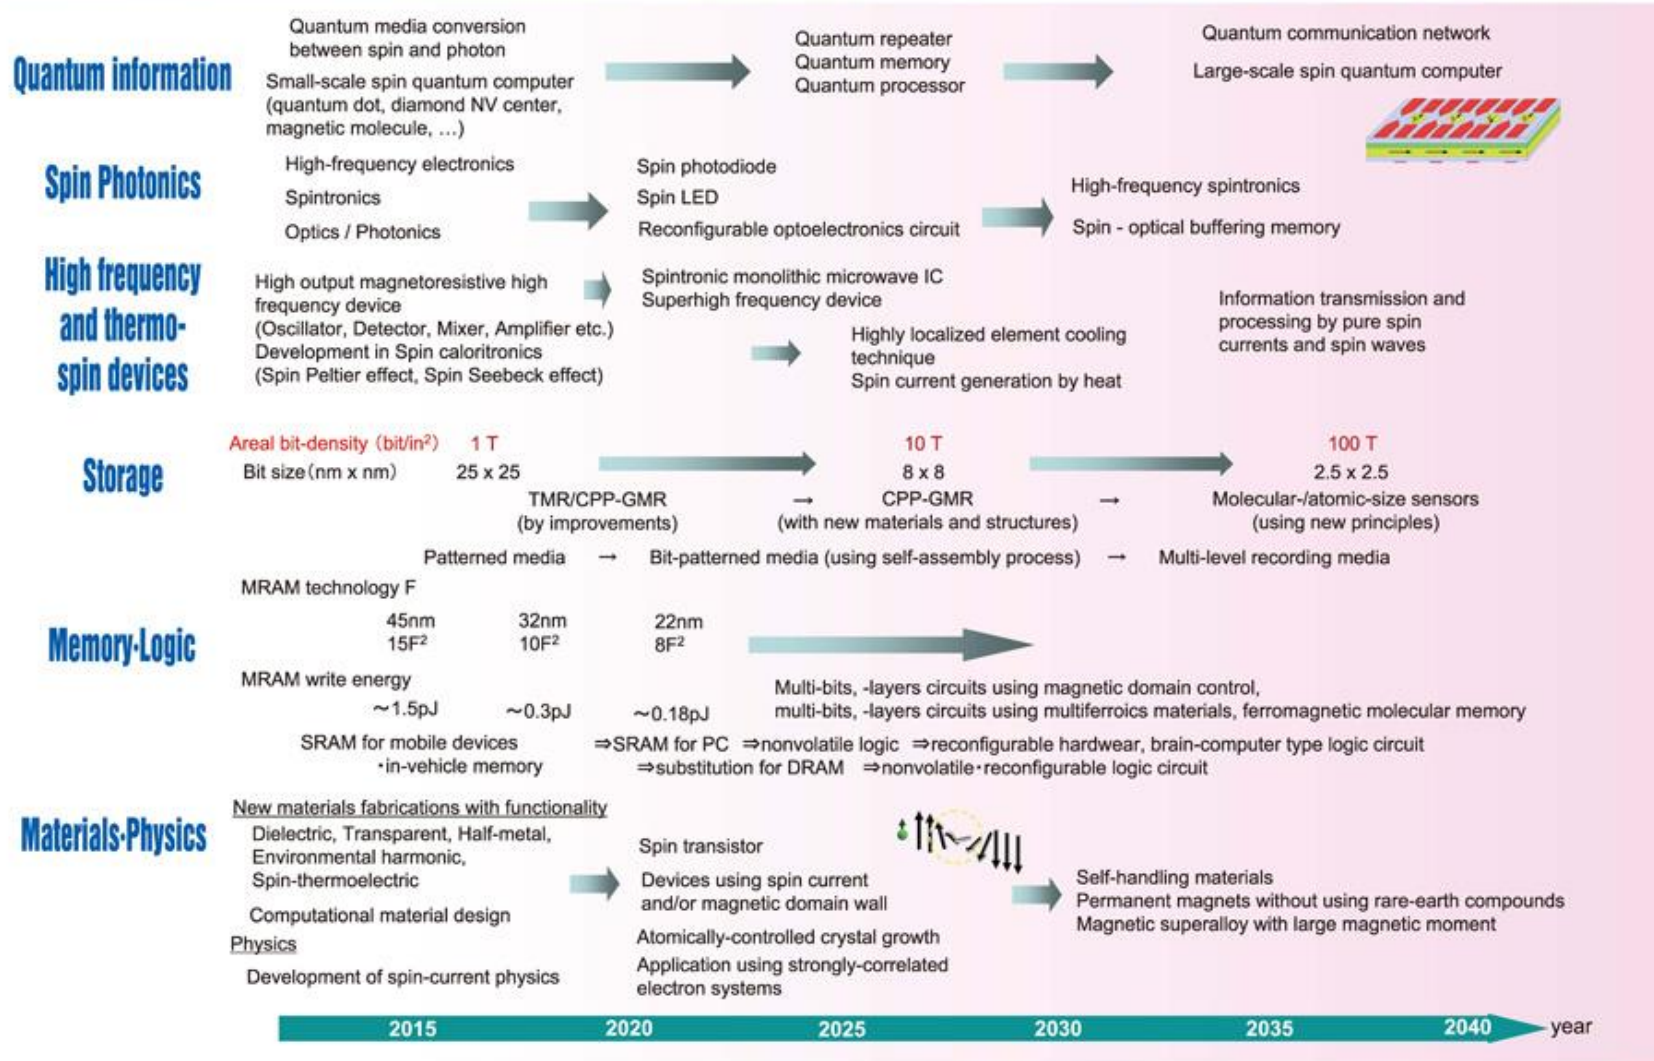 Quantum information
Quantum media conversion
between spin and photon
Small-scale spin quantum computer
(quantum dot, diamond NV center,
magnetic molecule, ...)
Quantum repeater
Quantum memory
Quantum processor
Quantum communication network
Large-scale spin quantum computer
Spin Photonics
High-frequency electronics
Spintronics
Optics / Photonics
Spin photodiode
Spin LED
Reconfigurable optoelectronics circuit
High-frequency spintronics
Spin - optical buffering memory
High frequency
and thermo-
spin devices
High output magnetoresistive high
frequency device
(Oscillator, Detector, Mixer, Amplifier etc.)
Development in Spin caloritronics
(Spin Peltier effect, Spin Seebeck effect)
Spintronic monolithic microwave IC
Superhigh frequency device
Highly localized element cooling
technique
Spin current generation by heat
Information transmission and
processing by pure spin
currents and spin waves
Storage
Areal bit-density (bit/in²) 1 T 10 T 100 T
Bit size (nm x nm) 25 x 25 8 x 8 2.5 x 2.5
TMR/CPP-GMR → CPP-GMR → Molecular-/atomic-size sensors
(by improvements) (with new materials and structures) (using new principles)
Patterned media → Bit-patterned media (using self-assembly process) → Multi-level recording media
Memory·Logic
MRAM technology F
45nm 32nm 22nm
15F² 10F² 8F²
MRAM write energy
~1.5pJ ~0.3pJ ~0.18pJ
Multi-bits, -layers circuits using magnetic domain control,
multi-bits, -layers circuits using multiferroics materials, ferromagnetic molecular memory
SRAM for mobile devices ⇒SRAM for PC ⇒nonvolatile logic ⇒reconfigurable hardwear, brain-computer type logic circuit
·in-vehicle memory ⇒substitution for DRAM ⇒nonvolatile·reconfigurable logic circuit
Materials·Physics
New materials fabrications with functionality
Dielectric, Transparent, Half-metal,
Environmental harmonic,
Spin-thermoelectric
Computational material design
Physics
Development of spin-current physics
Spin transistor
Devices using spin current
and/or magnetic domain wall
Atomically-controlled crystal growth
Application using strongly-correlated
electron systems
Self-handling materials
Permanent magnets without using rare-earth compounds
Magnetic superalloy with large magnetic moment
2015 2020 2025 2030 2035 2040 year